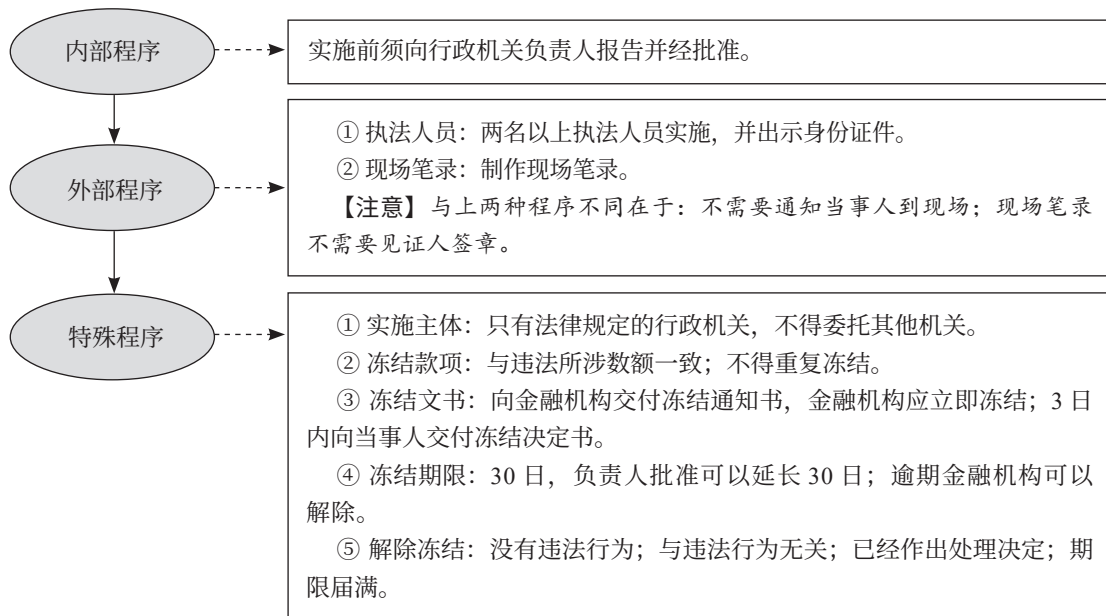 内部程序
实施前须向行政机关负责人报告并经批准。
外部程序
① 执法人员：两名以上执法人员实施，并出示身份证件。
② 现场笔录：制作现场笔录。
【注意】与上两种程序不同在于：不需要通知当事人到现场；现场笔录
不需要见证人签章。
特殊程序
① 实施主体：只有法律规定的行政机关，不得委托其他机关。
② 冻结款项：与违法所涉数额一致；不得重复冻结。
③ 冻结文书：向金融机构交付冻结通知书，金融机构应立即冻结；3 日
内向当事人交付冻结决定书。
④ 冻结期限：30 日，负责人批准可以延长 30 日；逾期金融机构可以
解除。
⑤ 解除冻结：没有违法行为；与违法行为无关；已经作出处理决定；期
限届满。